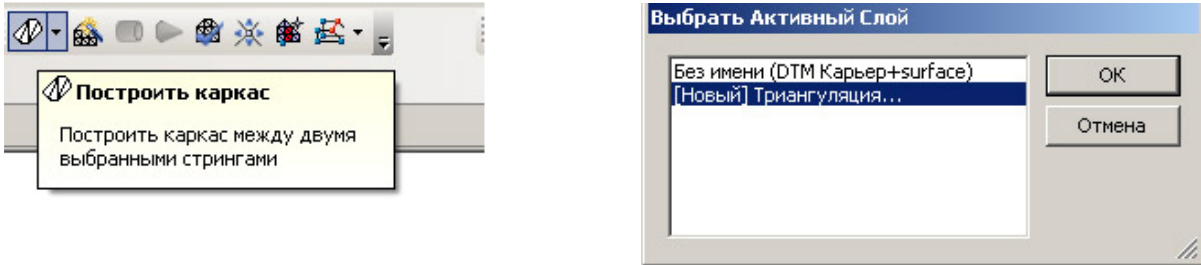 Построить каркас
Построить каркас между двумя
выбранными стрингами
Выбрать Активный Слой
Без имени (DTM Карьер+surface)
[Новый] Триангуляция...
ОК
Отмена